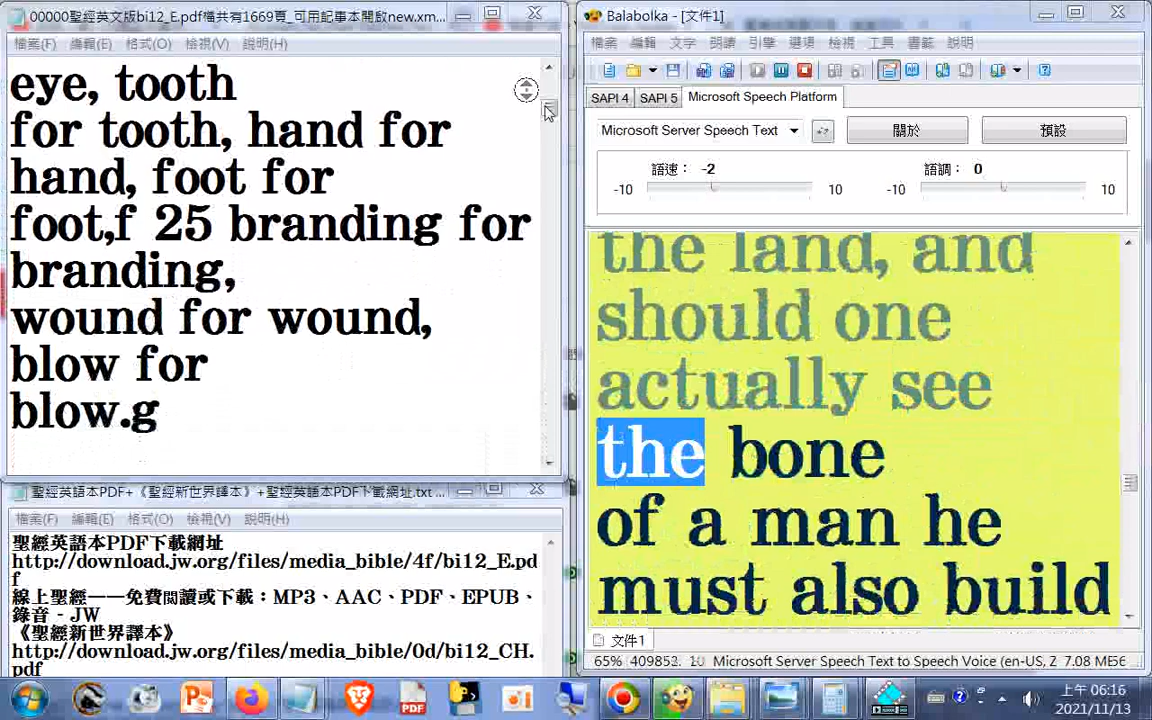 00000聖經英文版bi12_E.pdf檔共有1669頁_可用記事本開啟new.xm...
檔案(F) 編輯(E) 格式(O) 檢視(V) 說明(H)
eye, tooth
for tooth, hand for
hand, foot for
foot,f 25 branding for
branding,
wound for wound,
blow for
blow.g
聖經英語本PDF+《聖經新世界譯本》+聖經英語本PDF下載網址.txt ...
檔案(F) 編輯(E) 格式(O) 檢視(V) 說明(H)
聖經英語本PDF下載網址
http://download.jw.org/files/media_bible/4f/bi12_E.pd
f
線上聖經——免費閱讀或下載：MP3、AAC、PDF、EPUB、
錄音 - JW
《聖經新世界譯本》
http://download.jw.org/files/media_bible/0d/bi12_CH.
pdf
Balabolka - [文件1]
檔案 編輯 文字 朗讀 引擎 選項 檢視 工具 書籤 說明
SAPI 4 SAPI 5 Microsoft Speech Platform
Microsoft Server Speech Text 關於 預設
語速： -2 語調： 0
-10 10 -10 10
the land, and
should one
actually see
the bone
of a man he
must also build
文件1
65% 409852: 10 Microsoft Server Speech Text to Speech Voice (en-US, Z 7.08 ME56
PDF
上午 06:16
2021/11/13